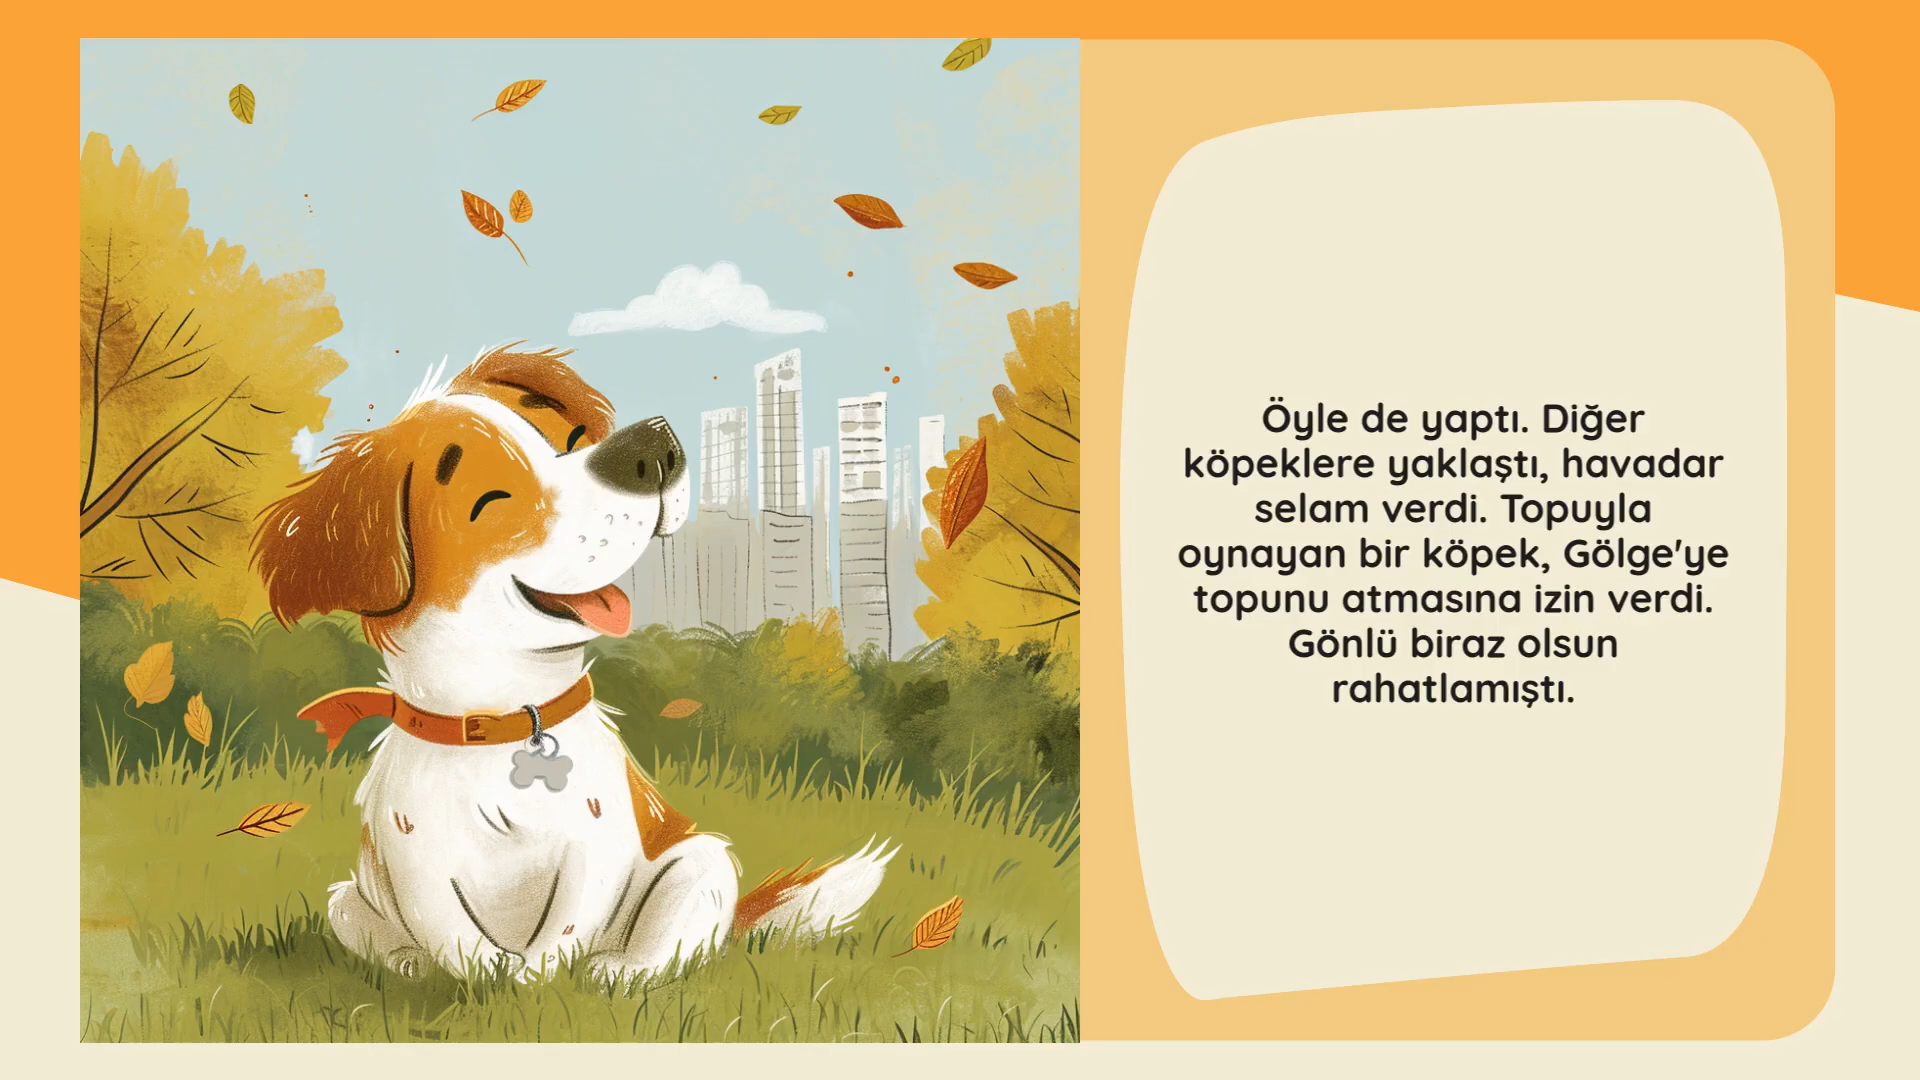 Öyle de yaptı. Diğer
köpeklere yaklaştı, havadar
selam verdi. Topuyla
oynayan bir köpek, Gölge'ye
topunu atmasına izin verdi.
Gönlü biraz olsun
rahatlamıştı.